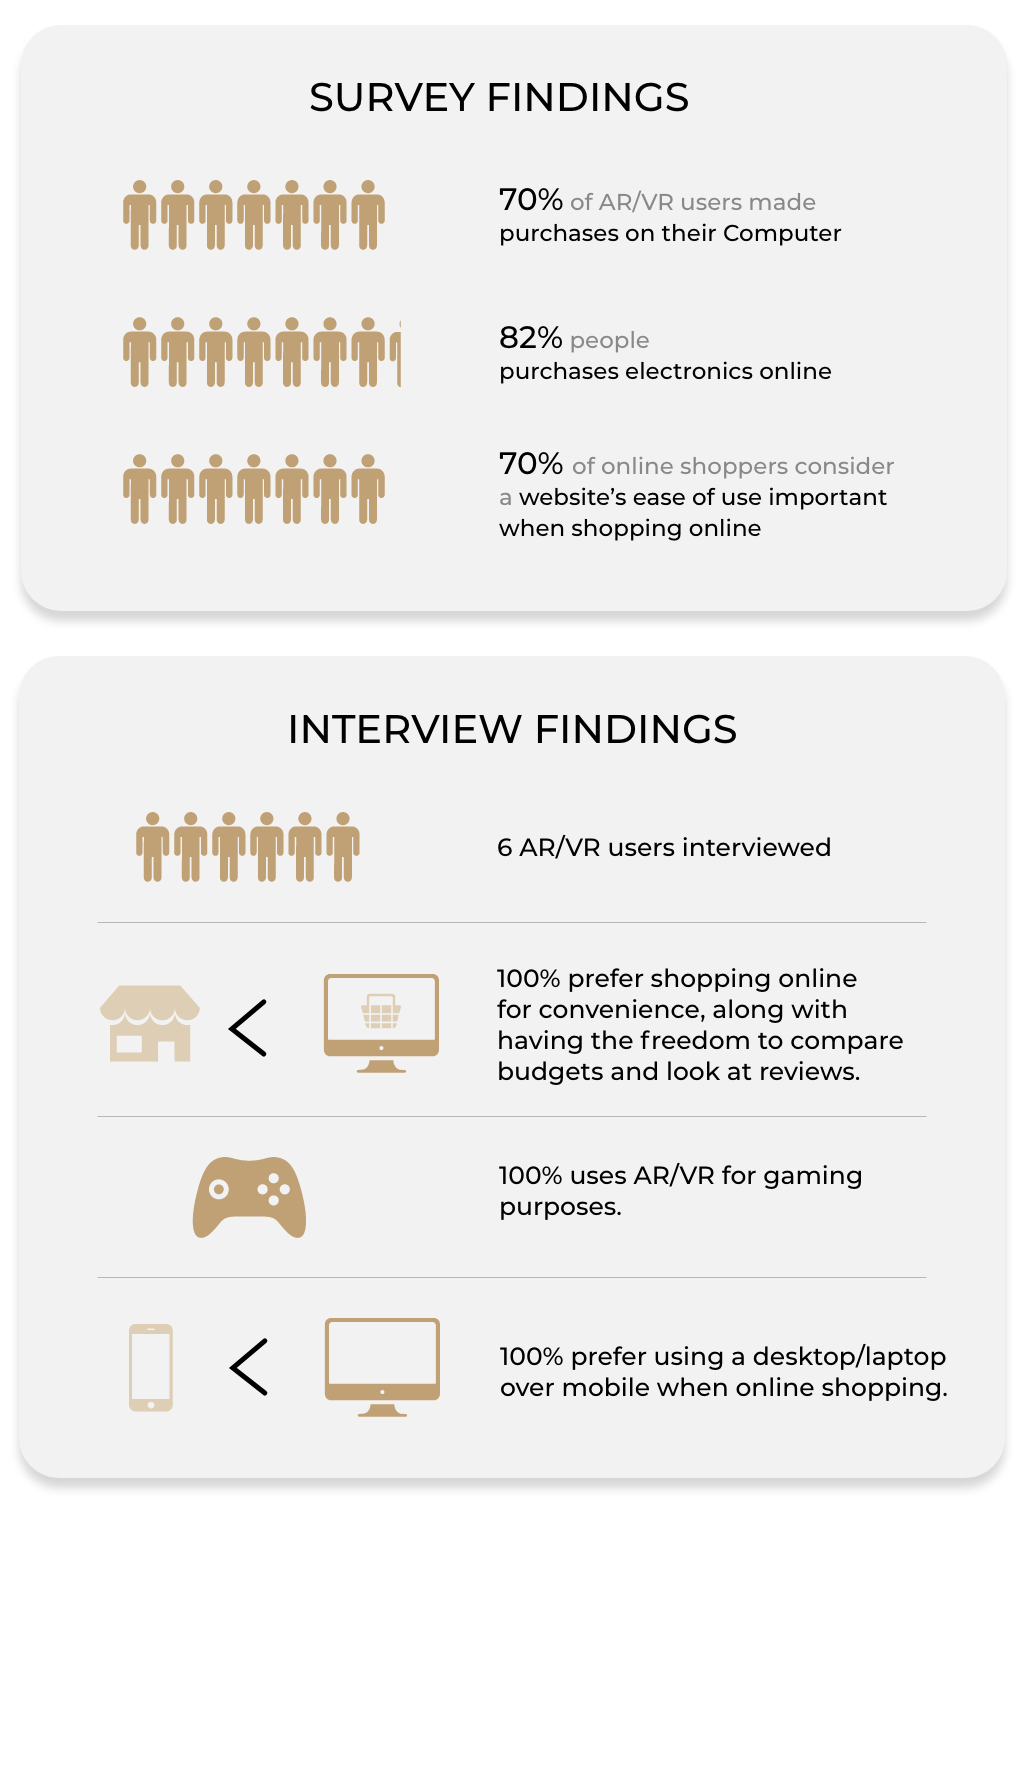 SURVEY FINDINGS
70% of AR/VR users made
purchases on their Computer
82% people
purchases electronics online
70% of online shoppers consider
a website’s ease of use important
when shopping online
INTERVIEW FINDINGS
6 AR/VR users interviewed
100% prefer shopping online
for convenience, along with
having the freedom to compare
budgets and look at reviews.
100% uses AR/VR for gaming
purposes.
100% prefer using a desktop/laptop
over mobile when online shopping.